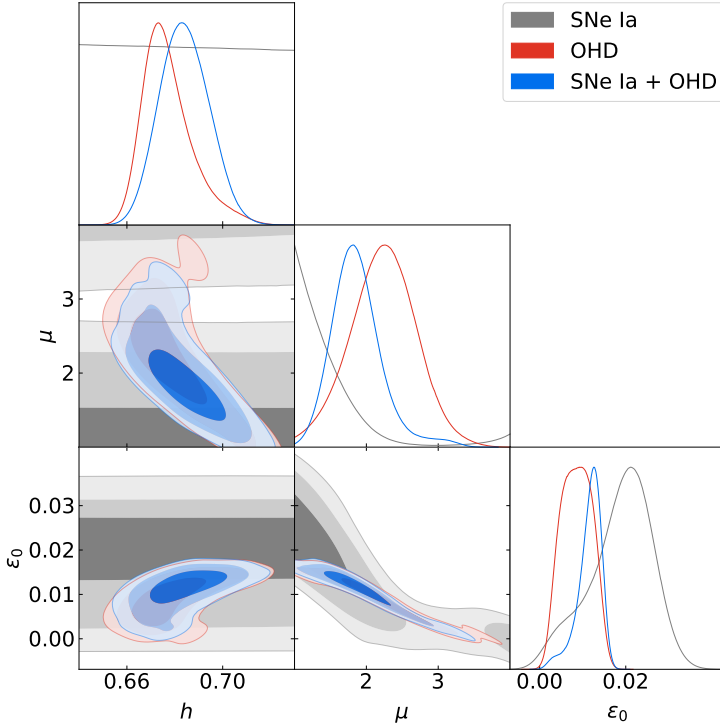 SNe Ia
OHD
SNe Ia + OHD
3
2
μ
0.03
0.02
0.01
0.00
ε₀
0.66 0.70 2 3 0.00 0.02
h μ ε₀